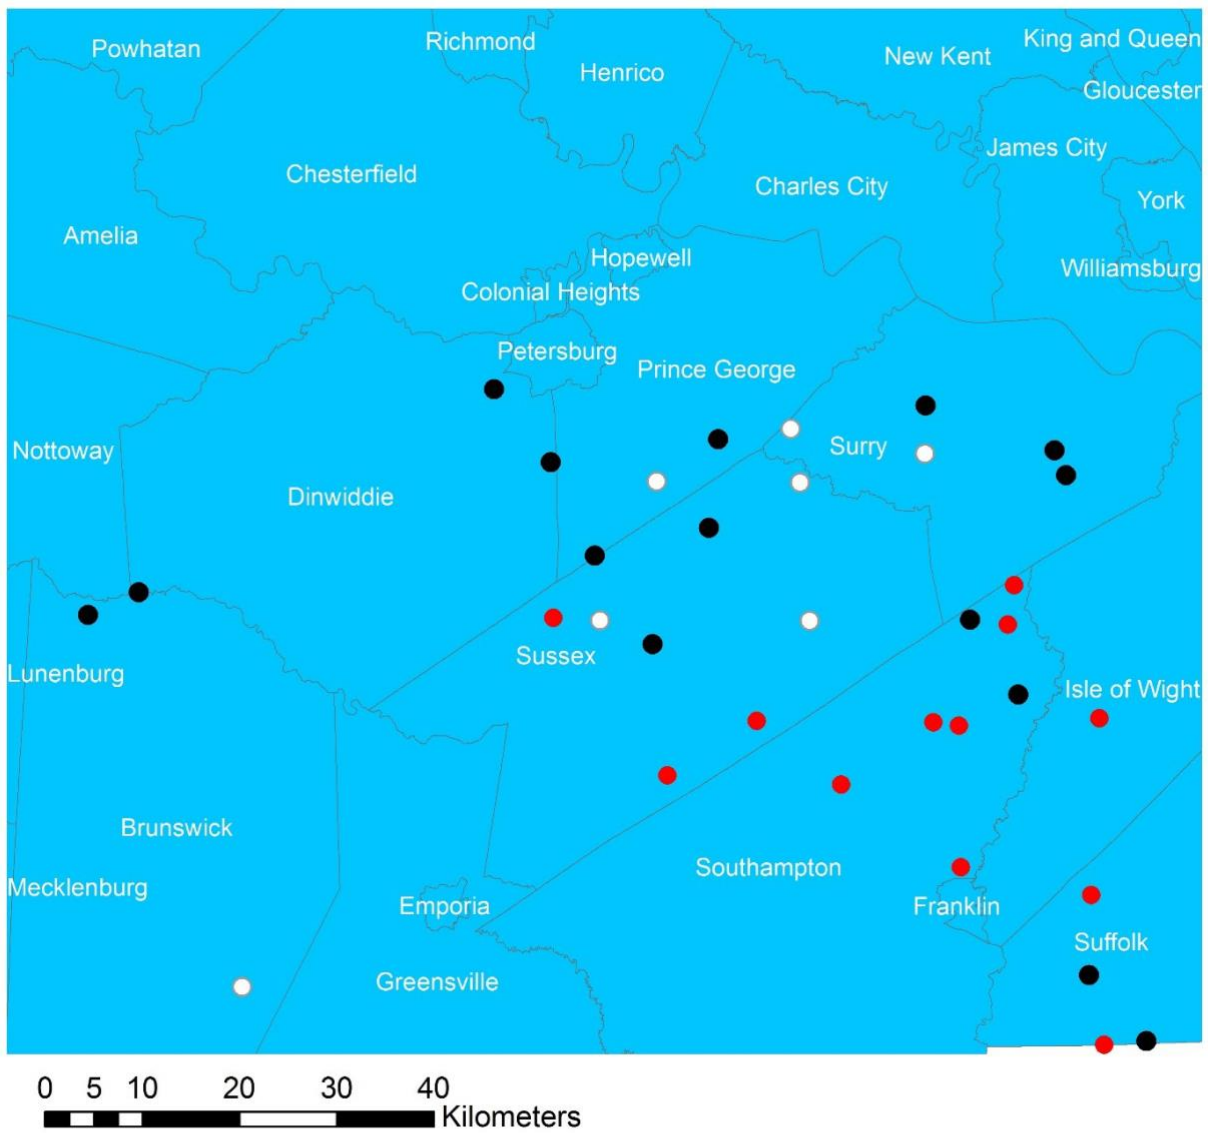 King and Queen
Richmond
Powhatan
New Kent
Henrico
Gloucester
James City
Chesterfield
Charles City
York
Amelia
Hopewell
Williamsburg
Colonial Heights
Petersburg
Prince George
Surry
Nottoway
Dinwiddie
Sussex
Lunenburg
Isle of Wight
Brunswick
Southampton
Mecklenburg
Emporia
Franklin
Suffolk
Greensville
0 5 10 20 30 40
Kilometers